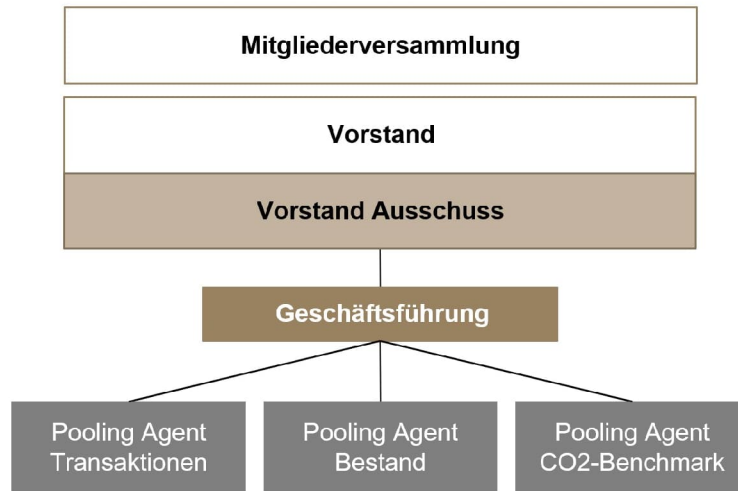 Mitgliederversammlung
Vorstand
Vorstand Ausschuss
Geschäftsführung
Pooling Agent
Transaktionen
Pooling Agent
Bestand
Pooling Agent
CO2-Benchmark